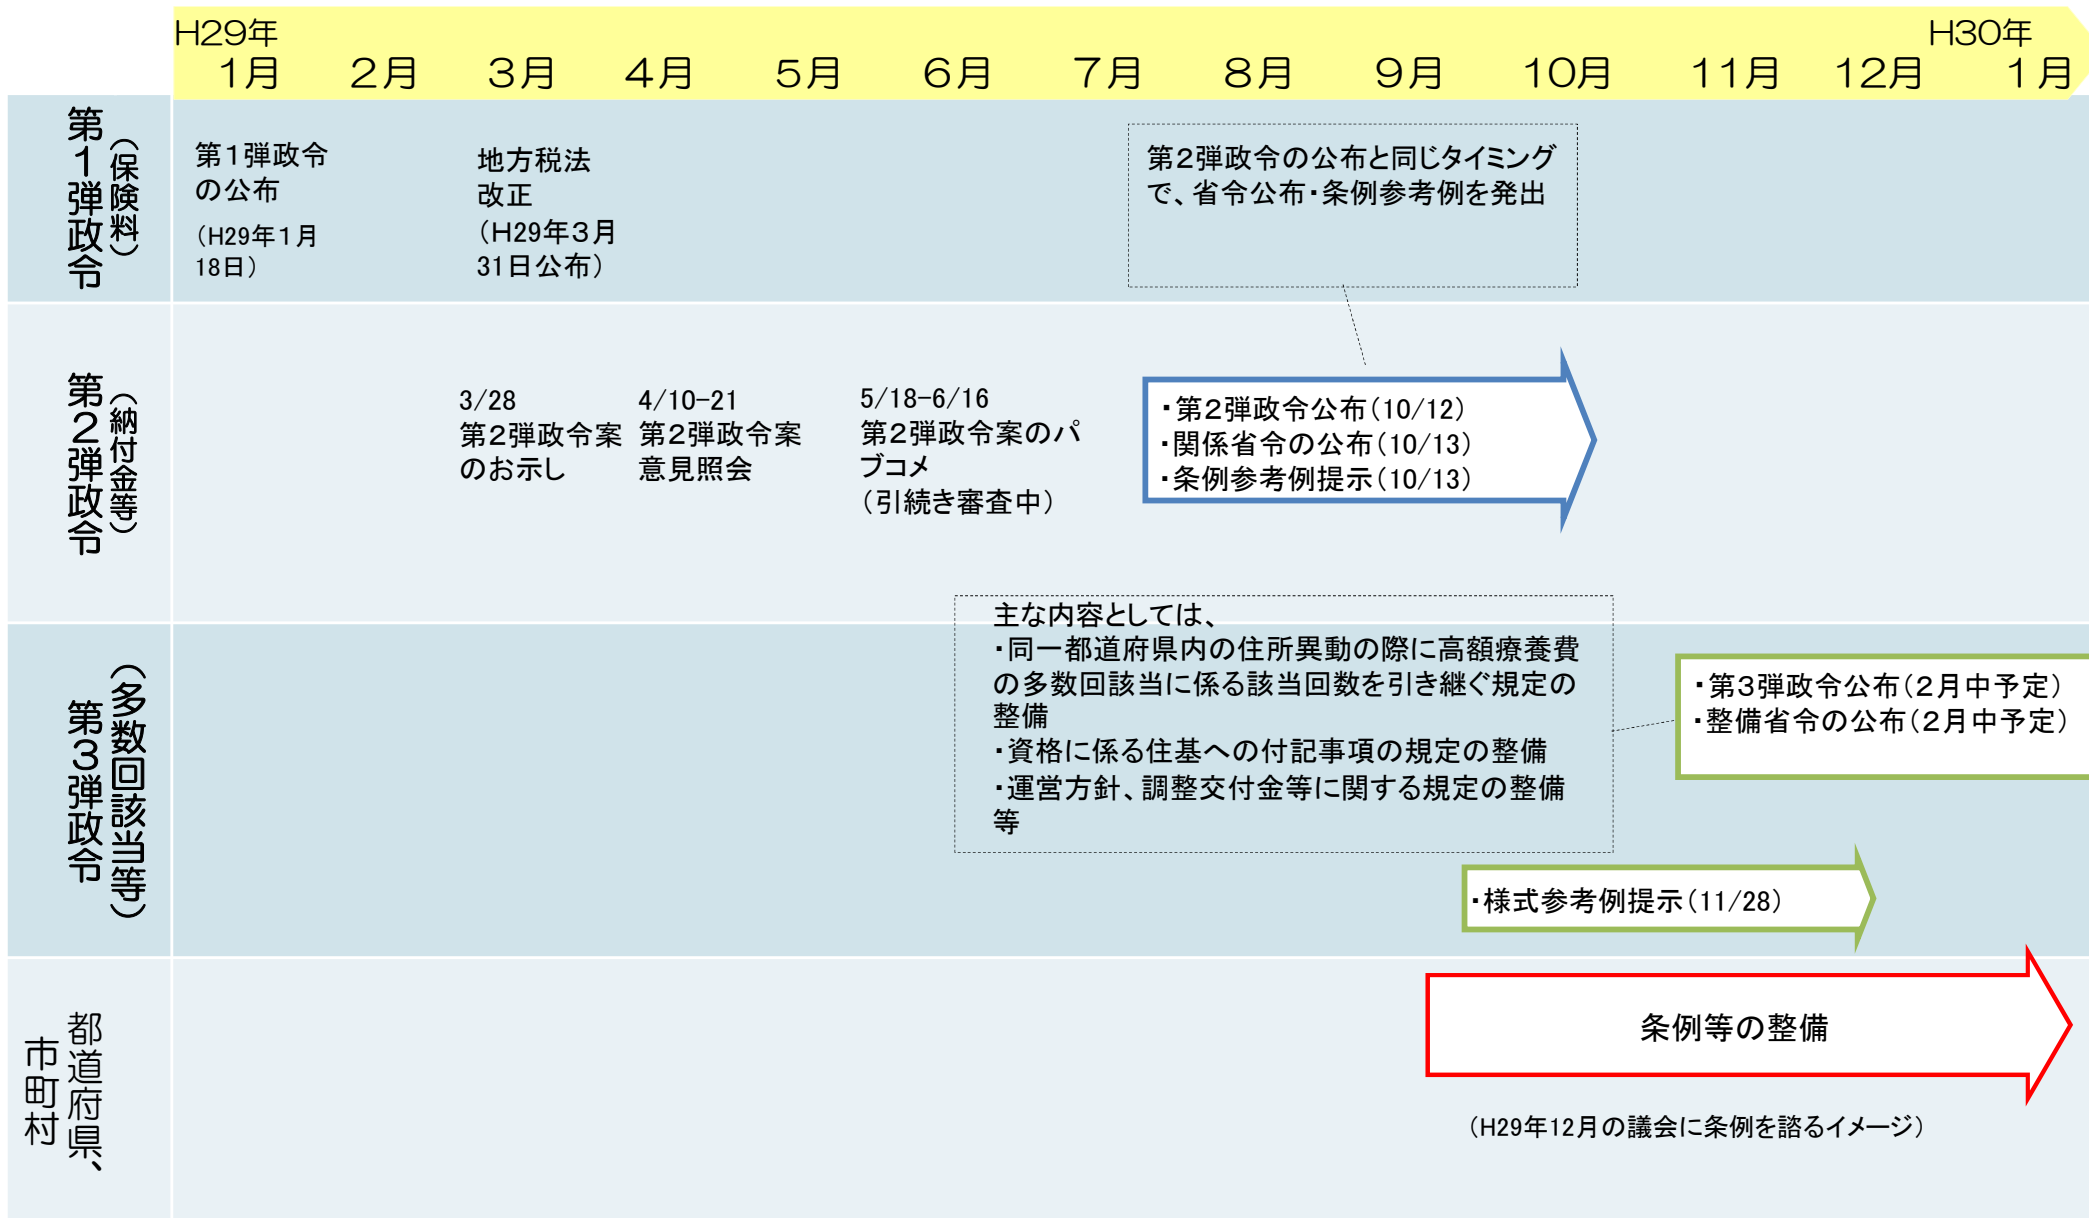 H29年
H30年
1月 2月 3月 4月 5月 6月 7月 8月 9月 10月 11月 12月 1月
第1弾政令
（保険料）
第１弾政令
の公布
（H29年１月
18日）
地方税法
改正
（H29年３月
31日公布）
第２弾政令の公布と同じタイミング
で、省令公布・条例参考例を発出
第2弾政令
（納付金等）
3/28
第２弾政令案
のお示し
4/10-21
第２弾政令案
意見照会
5/18-6/16
第２弾政令案のパ
ブコメ
（引続き審査中）
・第２弾政令公布（10/12）
・関係省令の公布（10/13）
・条例参考例提示（10/13）
第3弾政令
（多数回該当等）
主な内容としては、
・同一都道府県内の住所異動の際に高額療養費
の多数回該当に係る該当回数を引き継ぐ規定の
整備
・資格に係る住基への付記事項の規定の整備
・運営方針、調整交付金等に関する規定の整備
等
・第３弾政令公布（２月中予定）
・整備省令の公布（２月中予定）
・様式参考例提示（11/28）
都道府県、
市町村
条例等の整備
（H29年12月の議会に条例を諮るイメージ）